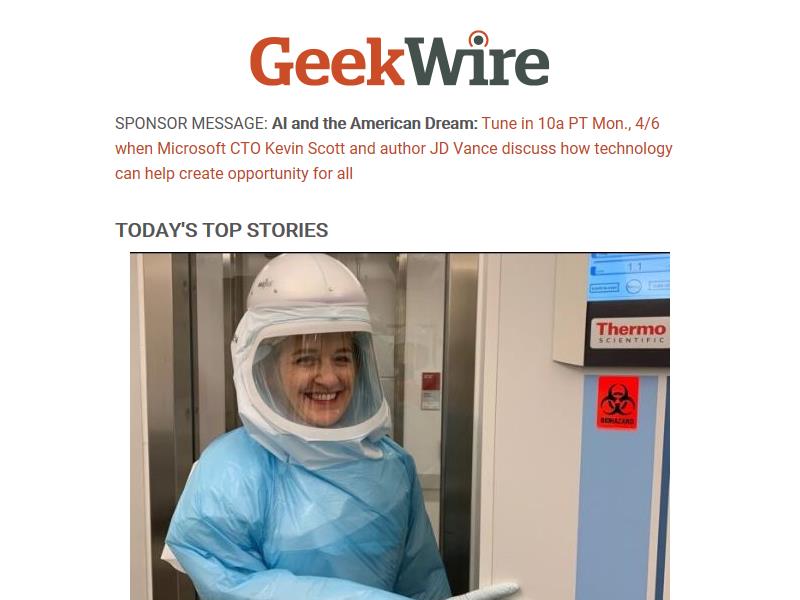 GeekWire
SPONSOR MESSAGE: AI and the American Dream: Tune in 10a PT Mon., 4/6
when Microsoft CTO Kevin Scott and author JD Vance discuss how technology
can help create opportunity for all
TODAY'S TOP STORIES
1 1
Thermo
SCIENTIFIC
BIOHAZARD